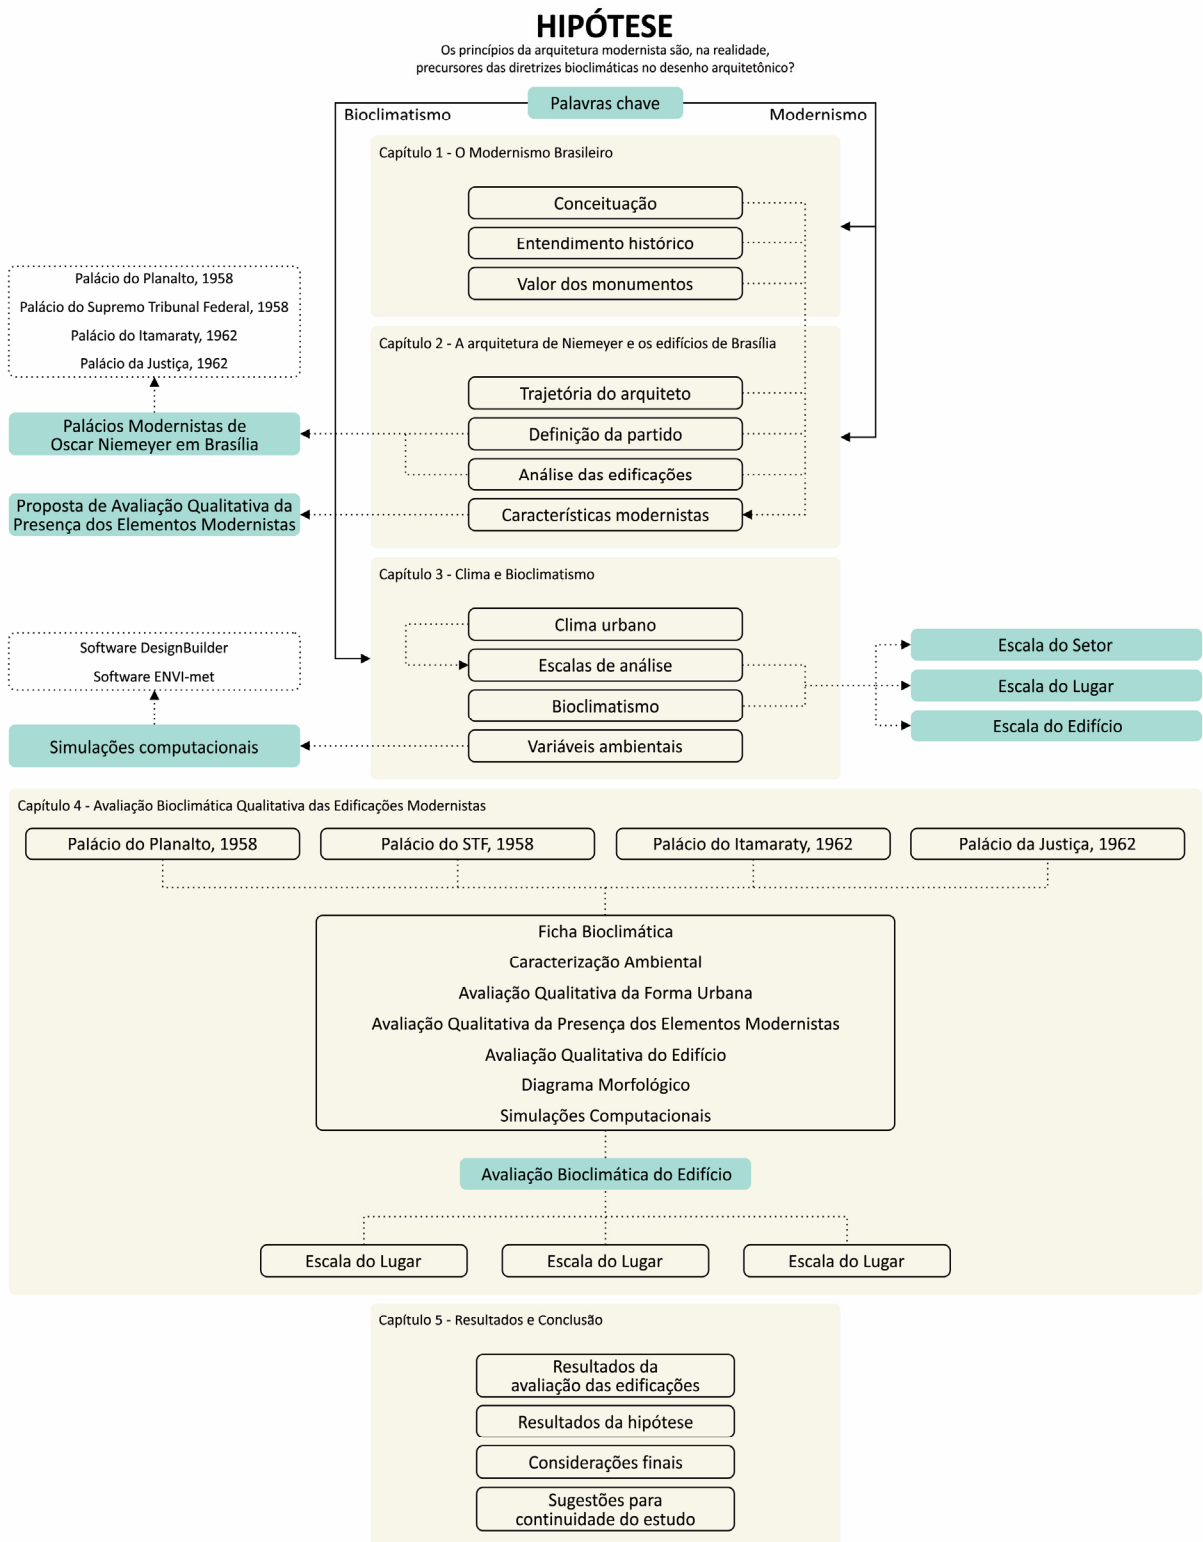 HIPÓTESE
Os princípios da arquitetura modernista são, na realidade,
precursores das diretrizes bioclimáticas no desenho arquitetônico?
Palavras chave
Bioclimatismo
Modernismo
Capítulo 1 - O Modernismo Brasileiro
Conceituação
Entendimento histórico
Valor dos monumentos
Palácio do Planalto, 1958
Palácio do Supremo Tribunal Federal, 1958
Palácio do Itamaraty, 1962
Palácio da Justiça, 1962
Palácios Modernistas de
Oscar Niemeyer em Brasília
Proposta de Avaliação Qualitativa da
Presença dos Elementos Modernistas
Capítulo 2 - A arquitetura de Niemeyer e os edifícios de Brasília
Trajetória do arquiteto
Definição da partido
Análise das edificações
Características modernistas
Capítulo 3 - Clima e Bioclimatismo
Clima urbano
Escalas de análise
Bioclimatismo
Variáveis ambientais
Software DesignBuilder
Software ENVI-met
Simulações computacionais
Escala do Setor
Escala do Lugar
Escala do Edifício
Capítulo 4 - Avaliação Bioclimática Qualitativa das Edificações Modernistas
Palácio do Planalto, 1958
Palácio do STF, 1958
Palácio do Itamaraty, 1962
Palácio da Justiça, 1962
Ficha Bioclimática
Caracterização Ambiental
Avaliação Qualitativa da Forma Urbana
Avaliação Qualitativa da Presença dos Elementos Modernistas
Avaliação Qualitativa do Edifício
Diagrama Morfológico
Simulações Computacionais
Avaliação Bioclimática do Edifício
Escala do Lugar
Escala do Lugar
Escala do Lugar
Capítulo 5 - Resultados e Conclusão
Resultados da
avaliação das edificações
Resultados da hipótese
Considerações finais
Sugestões para
continuidade do estudo